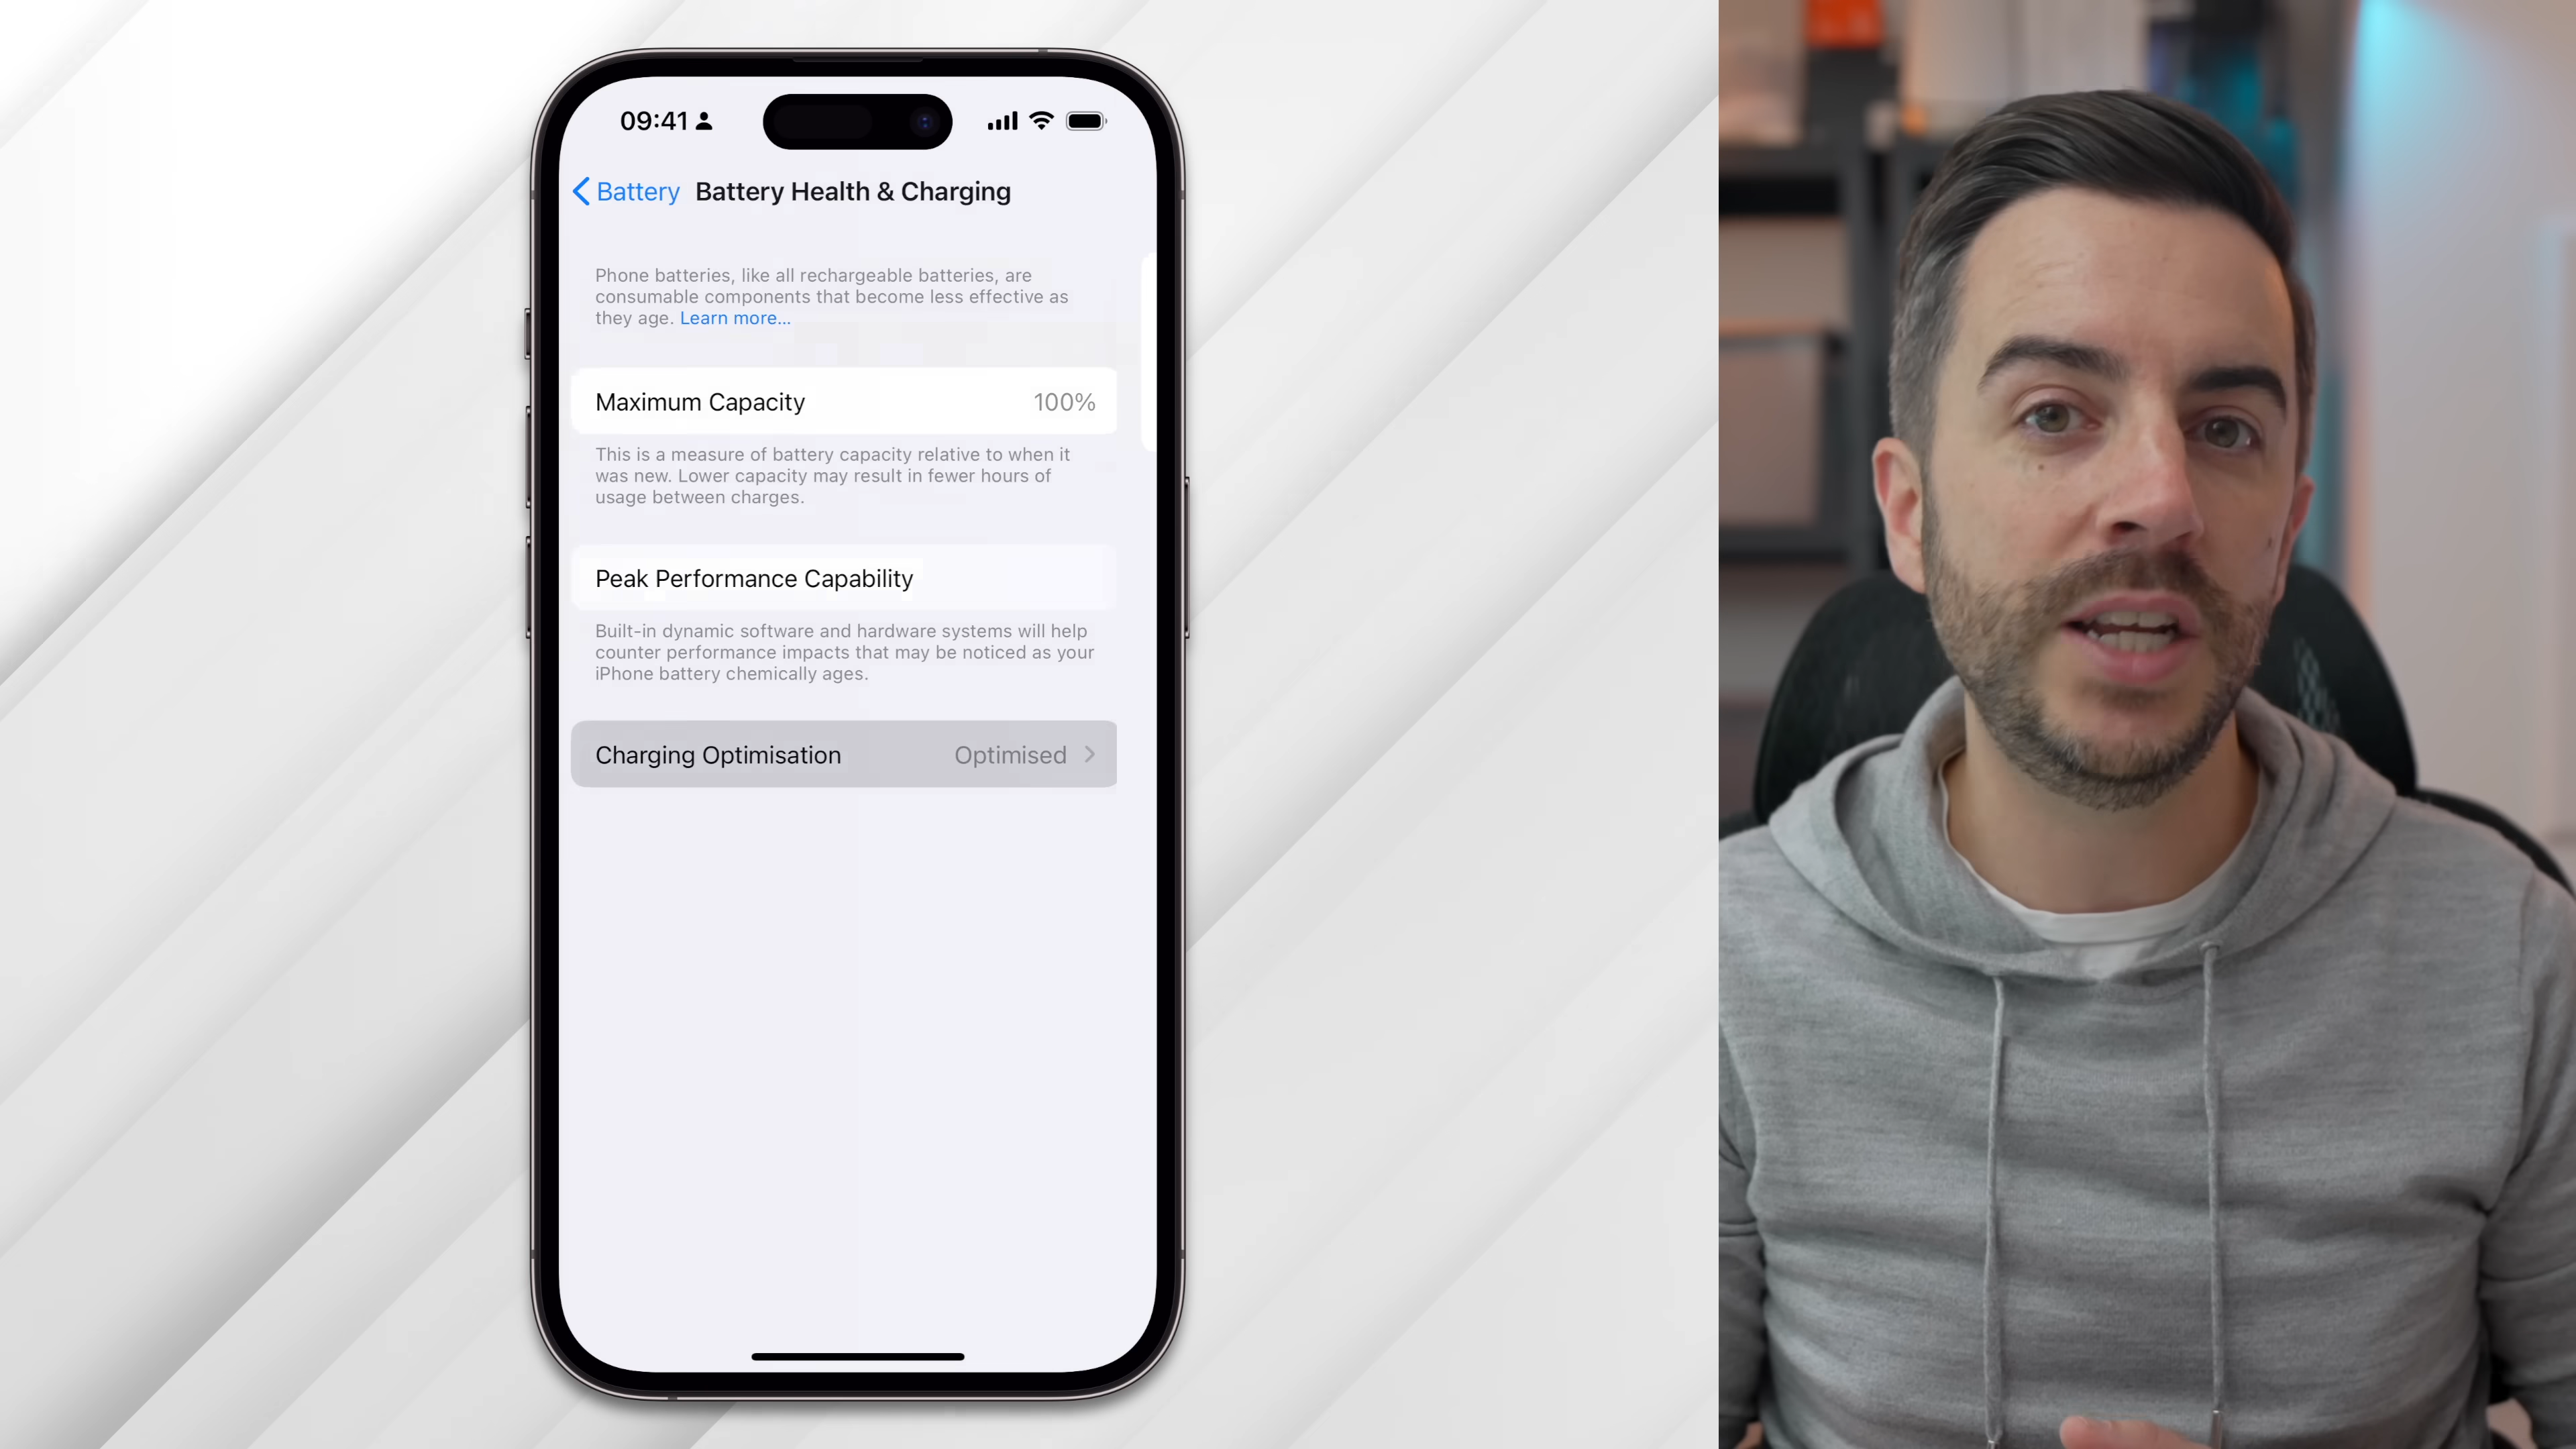 09:41
Battery Battery Health & Charging
Phone batteries, like all rechargeable batteries, are
consumable components that become less effective as
they age. Learn more...
Maximum Capacity 100%
This is a measure of battery capacity relative to when it
was new. Lower capacity may result in fewer hours of
usage between charges.
Peak Performance Capability
Built-in dynamic software and hardware systems will help
counter performance impacts that may be noticed as your
iPhone battery chemically ages.
Charging Optimisation Optimised